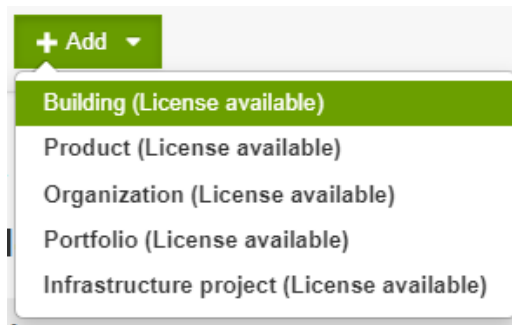 + Add
Building (License available)
Product (License available)
Organization (License available)
Portfolio (License available)
Infrastructure project (License available)